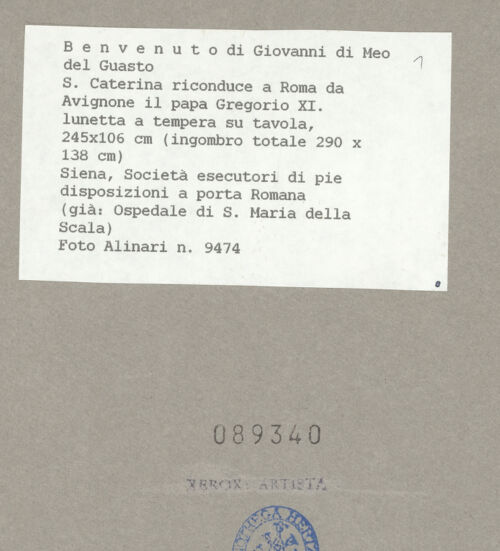 B e n v e n u t o di Giovanni di Meo
del Guasto
S. Caterina riconduce a Roma da
Avignone il papa Gregorio XI.
lunetta a tempera su tavola,
245x106 cm (ingombro totale 290 x
138 cm)
Siena, Società esecutori di pie
disposizioni a porta Romana
(già: Ospedale di S. Maria della
Scala)
Foto Alinari n. 9474
1
089340
XEROX: ARTISTA